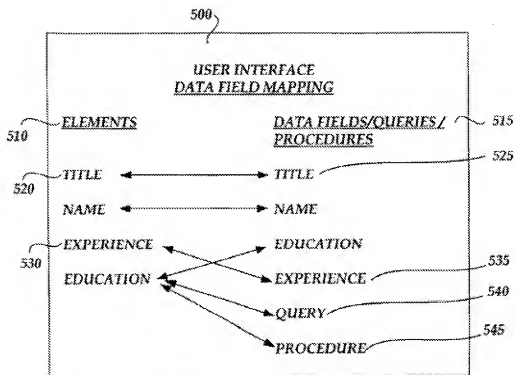 500
USER INTERFACE
DATA FIELD MAPPING
510 ELEMENTS DATA FIELDS/QUERIES / 515
PROCEDURES
520 TITLE TITLE 525
NAME NAME
530 EXPERIENCE EDUCATION
EDUCATION EXPERIENCE 535
QUERY 540
PROCEDURE 545